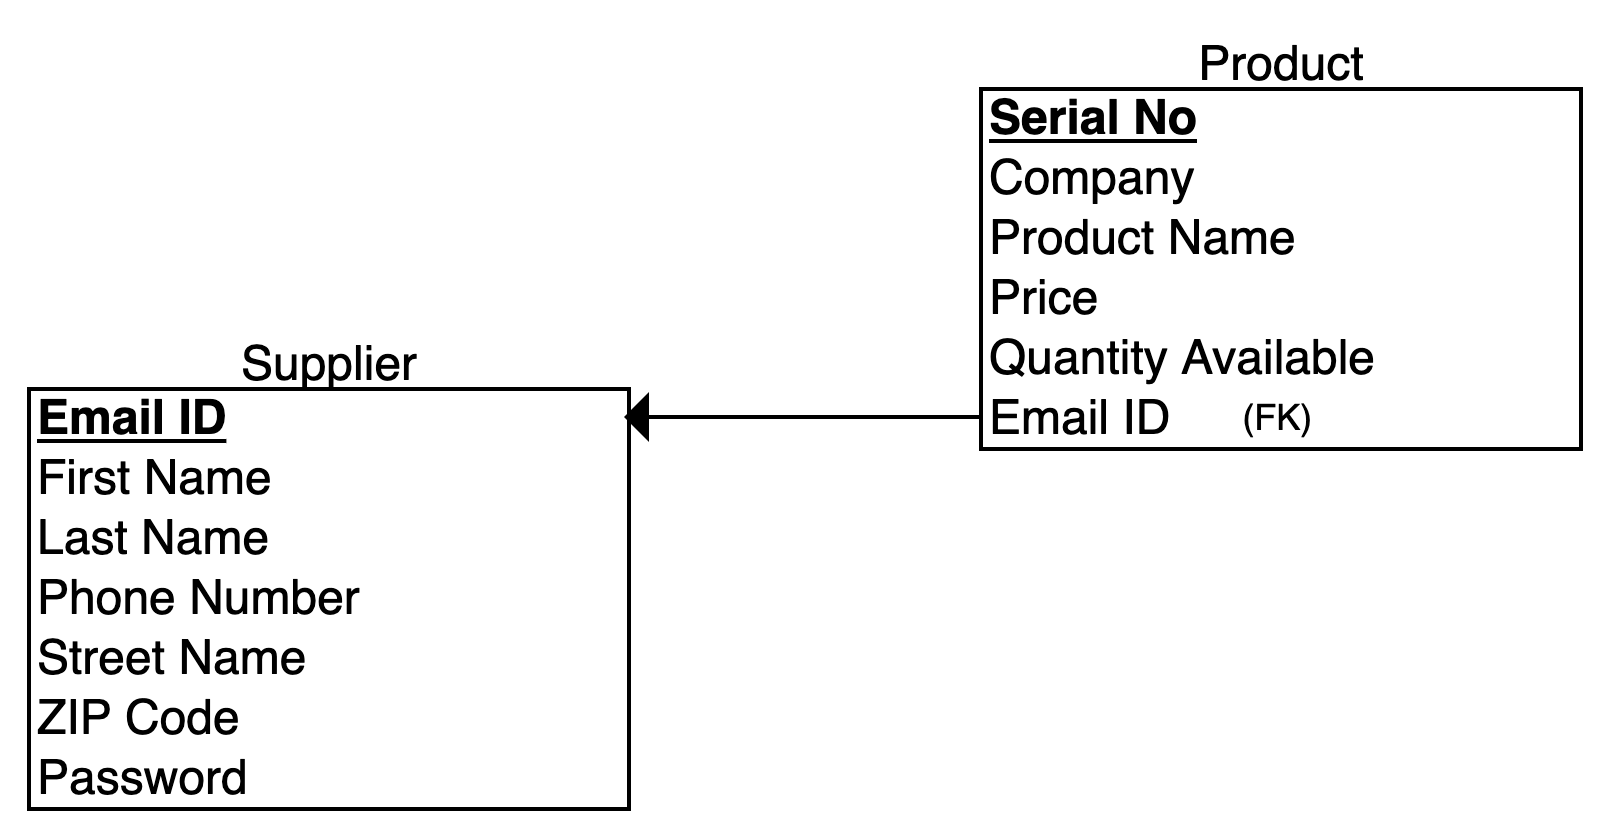 Product
Serial No
Company
Product Name
Price
Quantity Available
Email ID (FK)
Supplier
Email ID
First Name
Last Name
Phone Number
Street Name
ZIP Code
Password